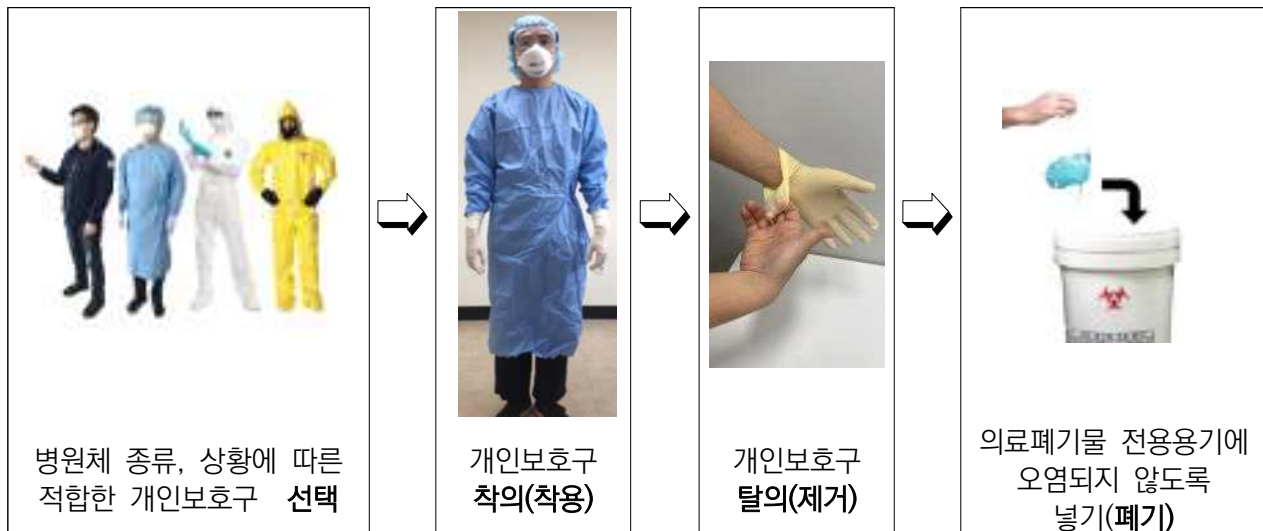 병원체 종류, 상황에 따른
적합한 개인보호구 선택
개인보호구
착의(착용)
개인보호구
탈의(제거)
의료폐기물 전용용기에
오염되지 않도록
넣기(폐기)